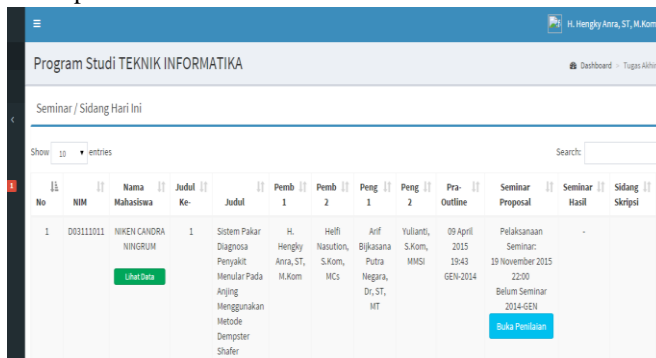 H. Hengky Anra, ST, M.Kom
Program Studi TEKNIK INFORMATIKA
Dashboard > Tugas Akhir
Seminar / Sidang Hari Ini
Show 10 entries
Search:
1
No NIM Nama Mahasiswa Judul Ke- Judul Pemb 1 Pemb 2 Peng 1 Peng 2 Pra-Outline Seminar Proposal Seminar Hasil Sidang Skripsi
1
D03111011
NIKEN CANDRA
NINGRUM
Lihat Data
1
Sistem Pakar
Diagnosa
Penyakit
Menular Pada
Anjing
Menggunakan
Metode
Dempster
Shafer
H.
Hengky
Anra, ST,
M.Kom
Helfi
Nasution,
S.Kom,
MCs
Arif
Bijkasana
Putra
Negara,
Dr, ST,
MT
Yulianti,
S.Kom,
MMSI
09 April
2015
19:43
GEN-2014
Pelaksanaan
Seminar:
19 November 2015
22:00
Belum Seminar
2014-GEN
Buka Penilaian
-